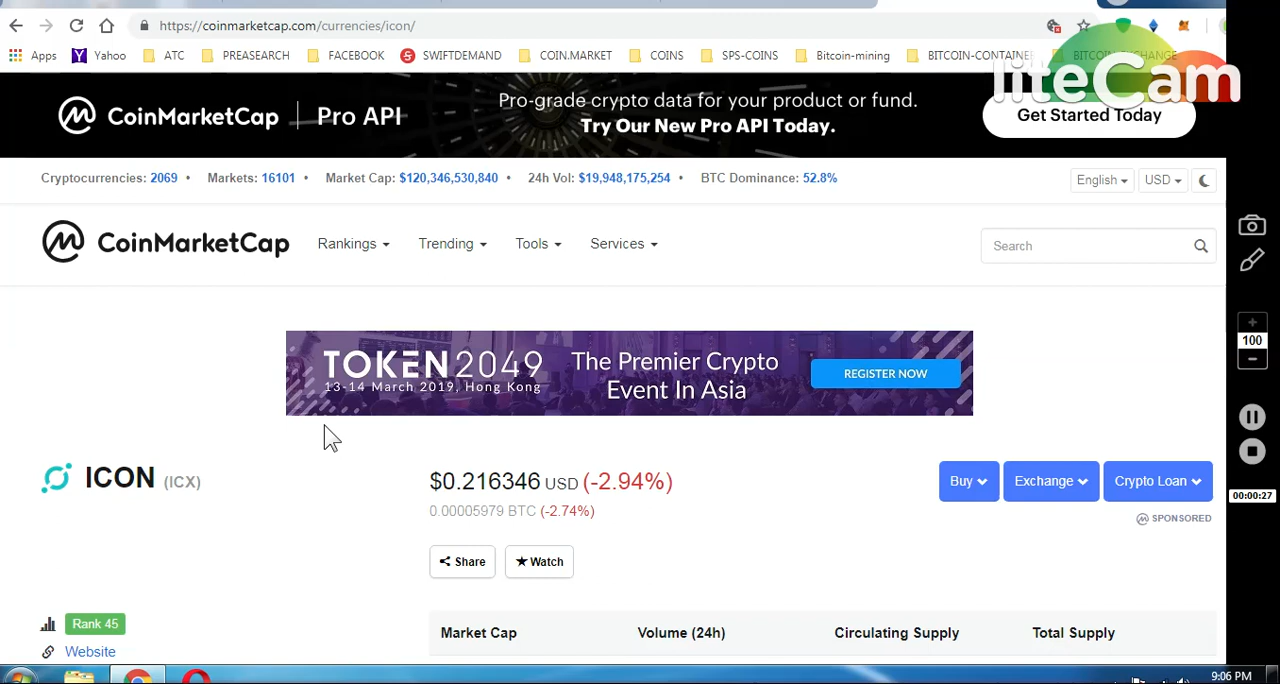 https://coinmarketcap.com/currencies/icon/
Apps Yahoo ATC PREASEARCH FACEBOOK SWIFTDEMAND COIN.MARKET COINS SPS-COINS Bitcoin-mining BITCOIN-CONTAINE BITCOIN-EXCHANGE
liteCam
CoinMarketCap Pro API
Pro-grade crypto data for your product or fund.
Try Our New Pro API Today.
Get Started Today
Cryptocurrencies: 2069 • Markets: 16101 • Market Cap: $120,346,530,840 • 24h Vol: $19,948,175,254 • BTC Dominance: 52.8%
English USD
CoinMarketCap Rankings Trending Tools Services Search
TOKEN2049
13-14 March 2019, Hong Kong
The Premier Crypto
Event In Asia
REGISTER NOW
100
ICON (ICX)
$0.216346 USD (-2.94%)
0.00005979 BTC (-2.74%)
Buy Exchange Crypto Loan
SPONSORED
00:00:27
Share Watch
Rank 45
Website
Market Cap Volume (24h) Circulating Supply Total Supply
9:06 PM